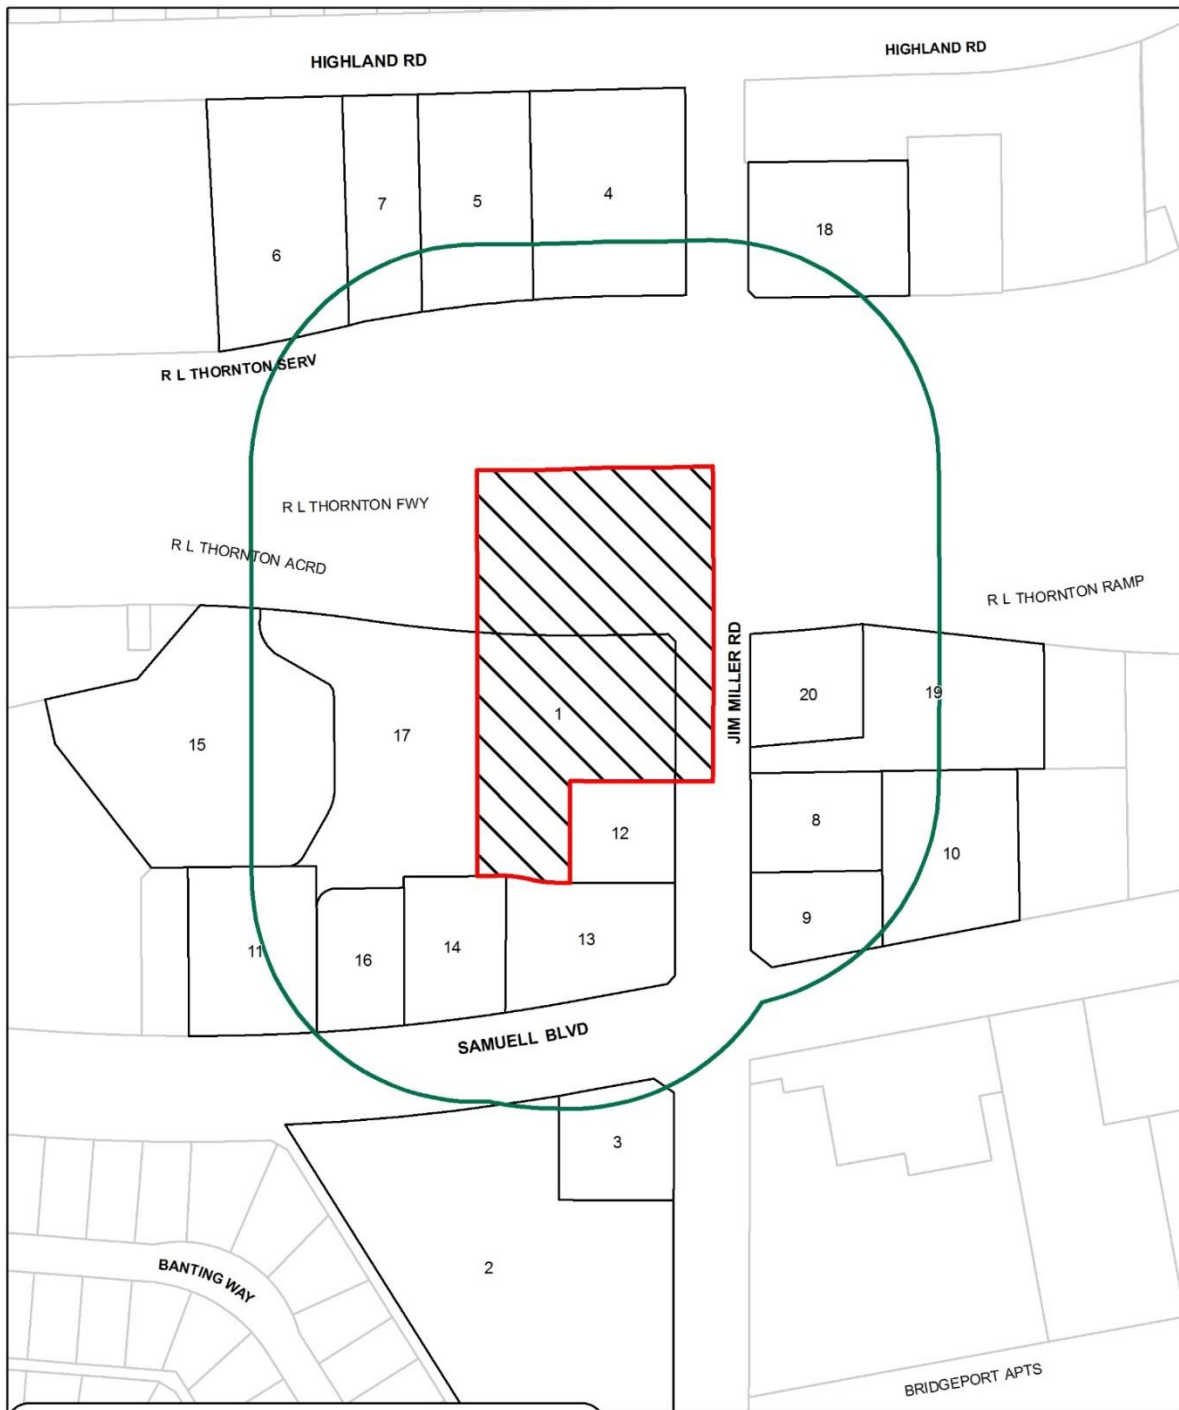 HIGHLAND RD
HIGHLAND RD
6
7
5
4
18
R L THORNTON SERV
R L THORNTON FWY
R L THORNTON ACRD
R L THORNTON RAMP
JIM MILLER RD
15
17
1
20
19
12
8
10
11
16
14
13
9
SAMUELL BLVD
3
2
BANTING WAY
BRIDGEPORT APTS